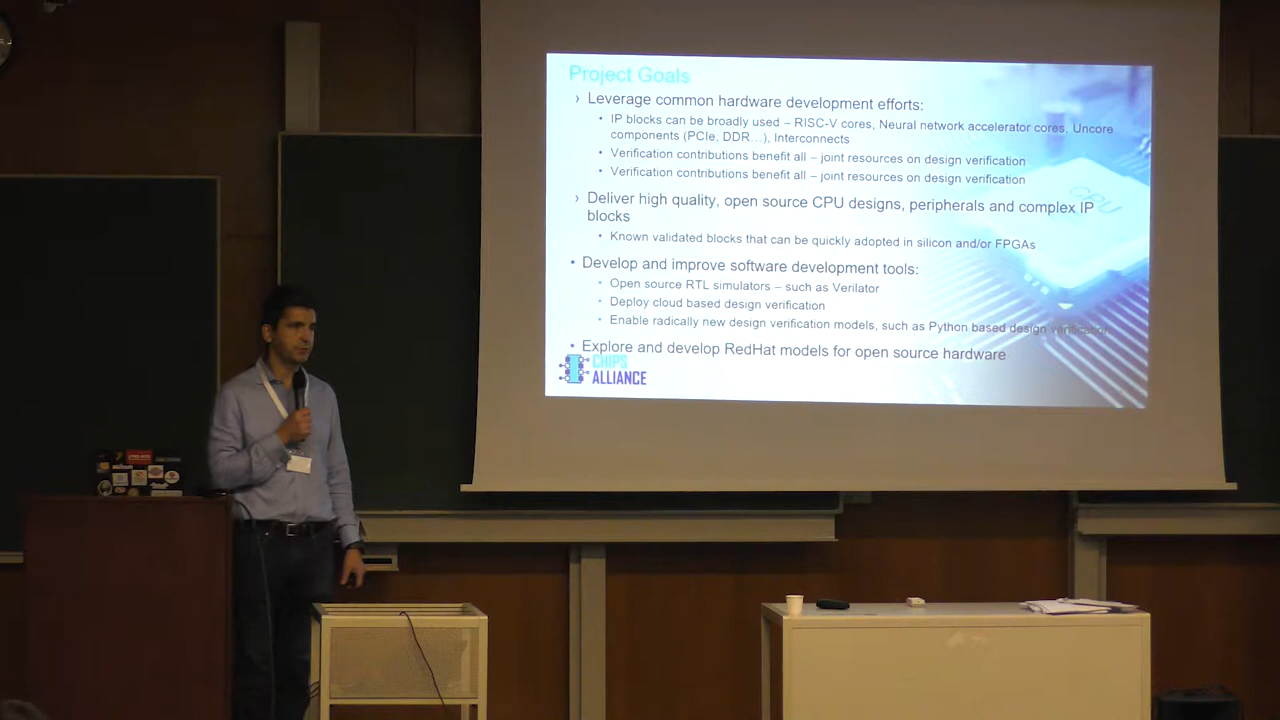 Project Goals
› Leverage common hardware development efforts:
• IP blocks can be broadly used – RISC-V cores, Neural network accelerator cores, Uncore
components (PCIe, DDR…), Interconnects
• Verification contributions benefit all – joint resources on design verification
• Verification contributions benefit all – joint resources on design verification
› Deliver high quality, open source CPU designs, peripherals and complex IP
blocks
• Known validated blocks that can be quickly adopted in silicon and/or FPGAs
• Develop and improve software development tools:
• Open source RTL simulators – such as Verilator
• Deploy cloud based design verification
• Enable radically new design verification models, such as Python based design verification
• Explore and develop RedHat models for open source hardware
CHIPS
ALLIANCE
CPU